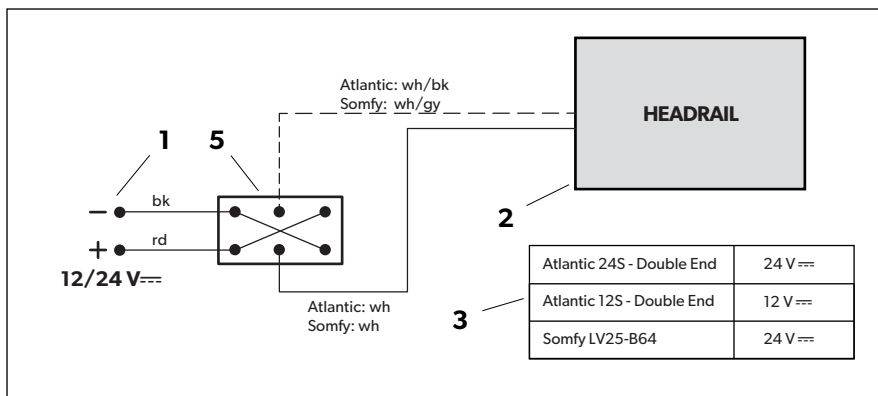 Atlantic: wh/bk
Somfy: wh/gy
HEADRAIL
1
5
bk
2
rd
12/24 V⎓
Atlantic: wh
Somfy: wh
3
Atlantic 24S - Double End 24 V⎓
Atlantic 12S - Double End 12 V⎓
Somfy LV25-B64 24 V⎓